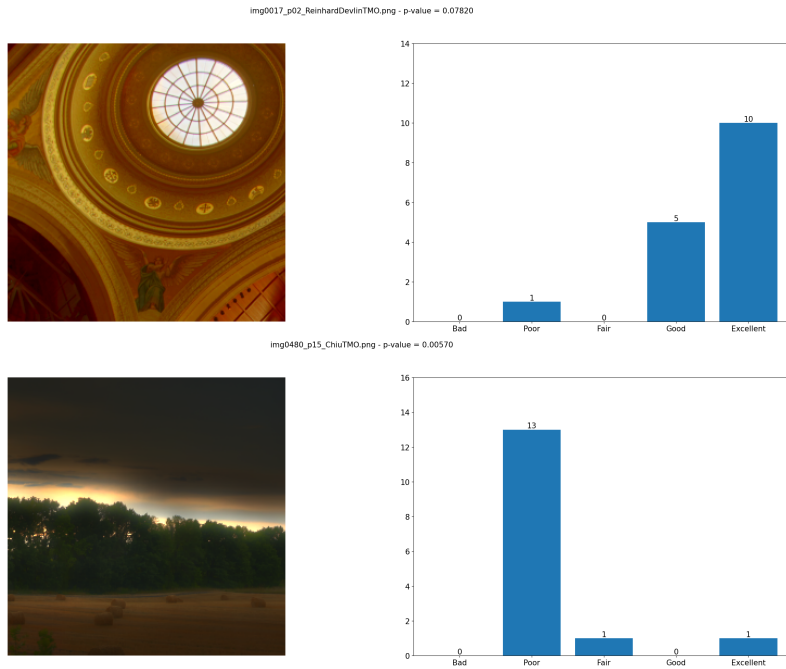 img0017_p02_ReinhardDevlinTMO.png - p-value = 0.07820
14
12
10
8
6
4
2
0
0
1
0
5
10
Bad
Poor
Fair
Good
Excellent
img0480_p15_ChiuTMO.png - p-value = 0.00570
16
14
12
10
8
6
4
2
0
0
13
1
0
1
Bad
Poor
Fair
Good
Excellent